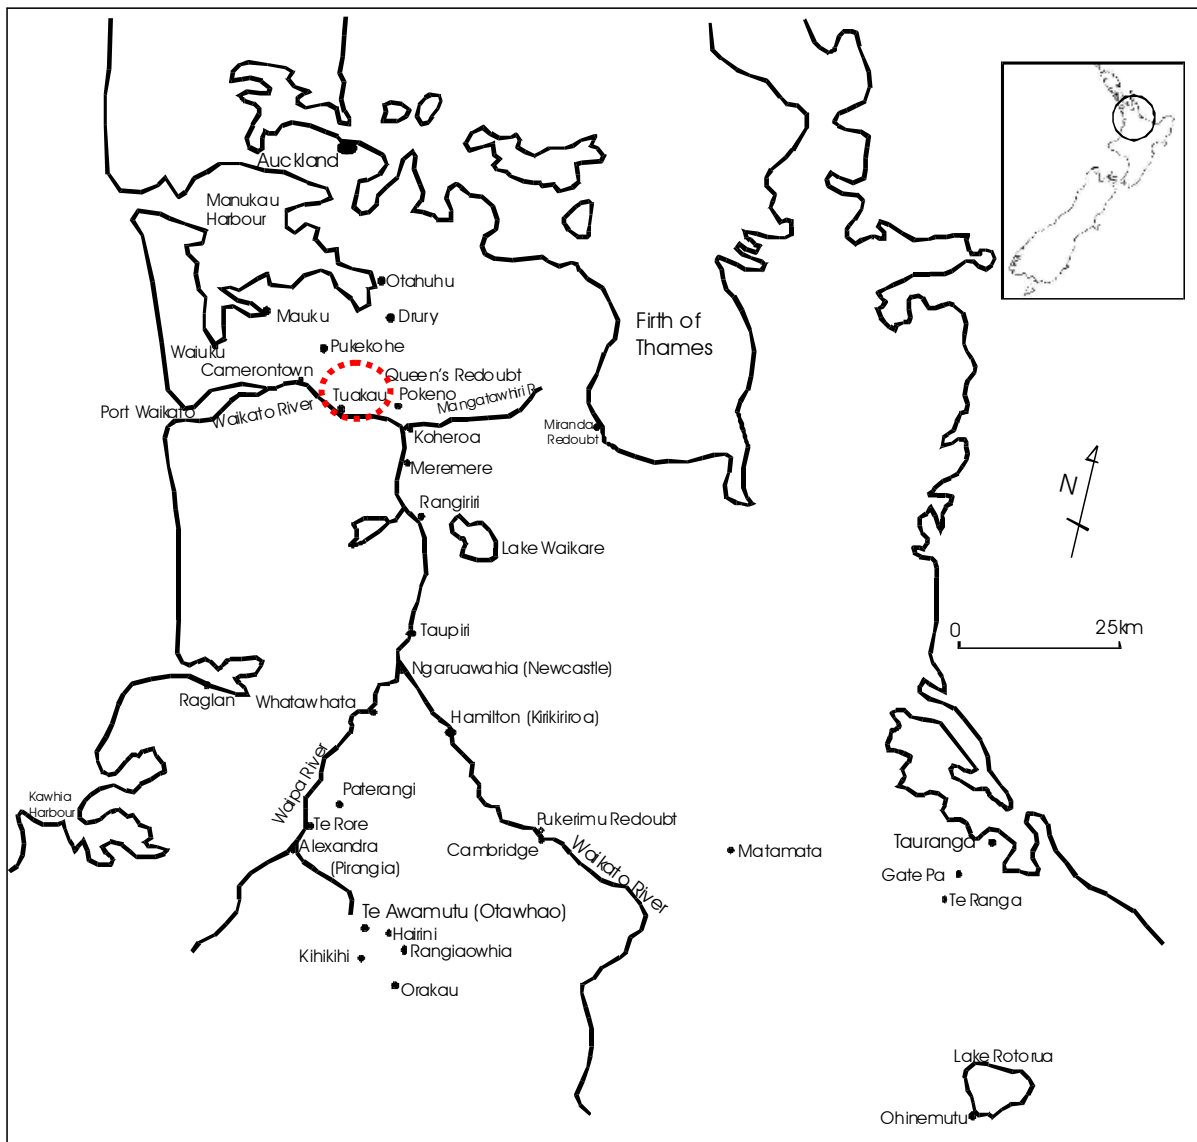 Auckland
Manukau
Harbour
Otahuhu
Mauku
Drury
Firth of
Thames
Pukekohe
Waiuku
Camerontown
Queen's Redoubt
Tuakau
Pokeno
Mangatawhiri R.
Port Waikato
Waikato River
Miranda
Redoubt
Koheroa
Meremere
N
Rangiriri
Lake Waikare
0
25km
Taupiri
Ngaruawahia (Newcastle)
Raglan
Whatawhata
Hamilton (Kirikiriroa)
Waipa River
Paterangi
Kawhia
Harbour
Te Rore
Pukerimu Redoubt
Alexandra
(Pirongia)
Cambridge
Waikato River
Matamata
Tauranga
Gate Pa
Te Ranga
Te Awamutu (Otawhao)
Hairini
Kihikihi
Rangiaowhia
Orakau
Lake Rotorua
Ohinemutu